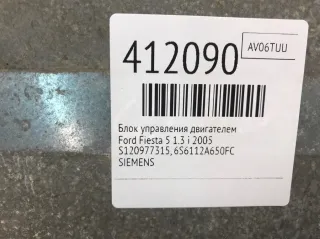 412090
AV06TUU
Блок управления двигателем
Ford Fiesta 5 1.3 i 2005
S120977315, 6S6112A650FC
SIEMENS